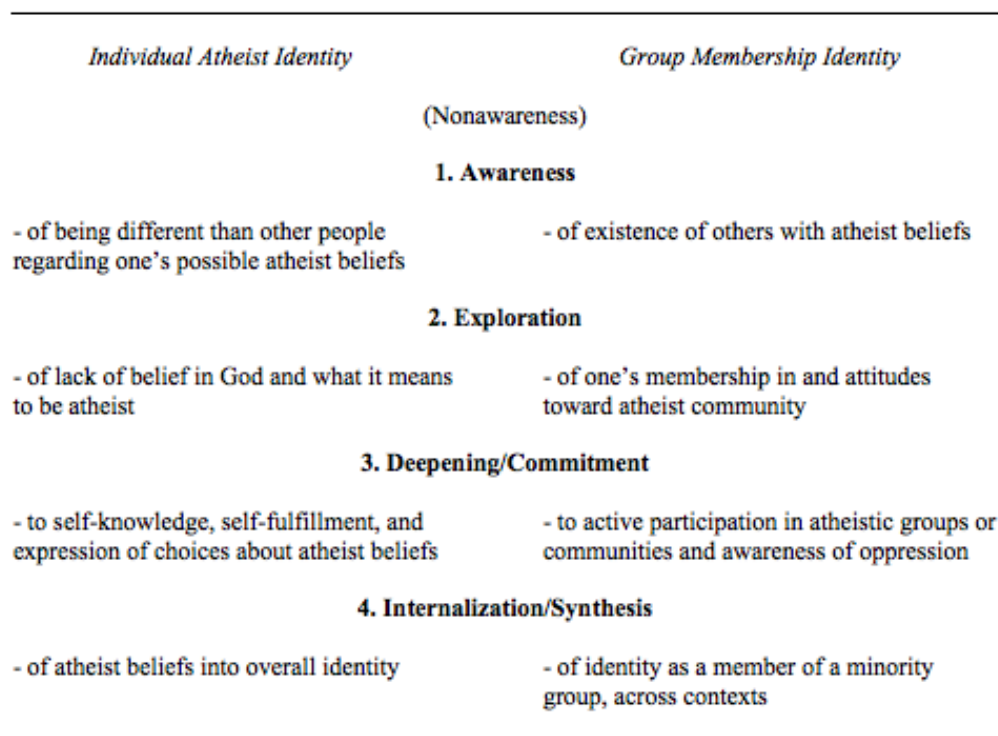 Individual Atheist Identity
Group Membership Identity
(Nonawareness)
1. Awareness
- of being different than other people
regarding one's possible atheist beliefs
- of existence of others with atheist beliefs
2. Exploration
- of lack of belief in God and what it means
to be atheist
- of one's membership in and attitudes
toward atheist community
3. Deepening/Commitment
- to self-knowledge, self-fulfillment, and
expression of choices about atheist beliefs
- to active participation in atheistic groups or
communities and awareness of oppression
4. Internalization/Synthesis
- of atheist beliefs into overall identity
- of identity as a member of a minority
group, across contexts